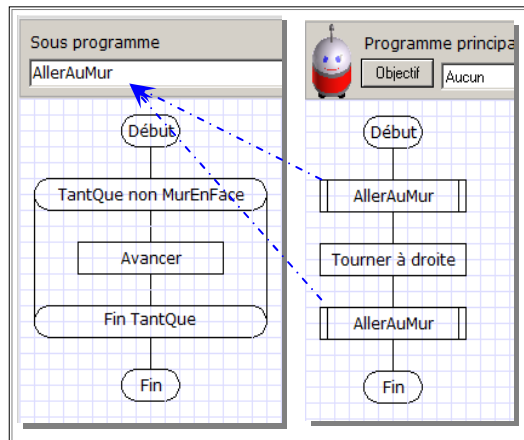 Sous programme
AllerAuMur
Début
TantQue non MurEnFace
Avancer
Fin TantQue
Fin
Programme principa
Objectif
Aucun
Début
AllerAuMur
Tourner à droite
AllerAuMur
Fin